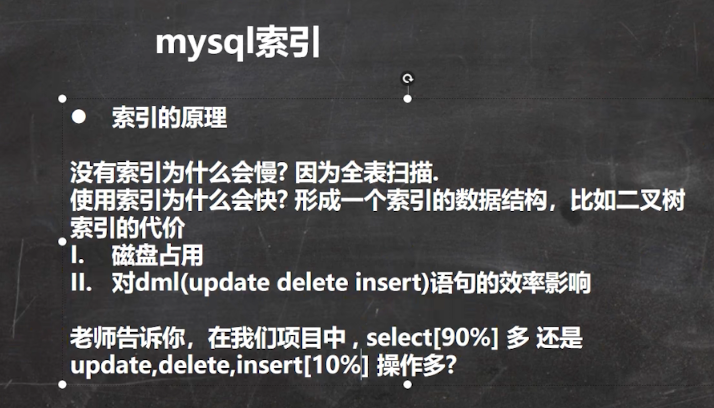 mysql索引
● 索引的原理
没有索引为什么会慢? 因为全表扫描.
使用索引为什么会快? 形成一个索引的数据结构，比如二叉树
索引的代价
I. 磁盘占用
II. 对dml(update delete insert)语句的效率影响
老师告诉你，在我们项目中 , select[90%] 多 还是
update,delete,insert[10%] 操作多?